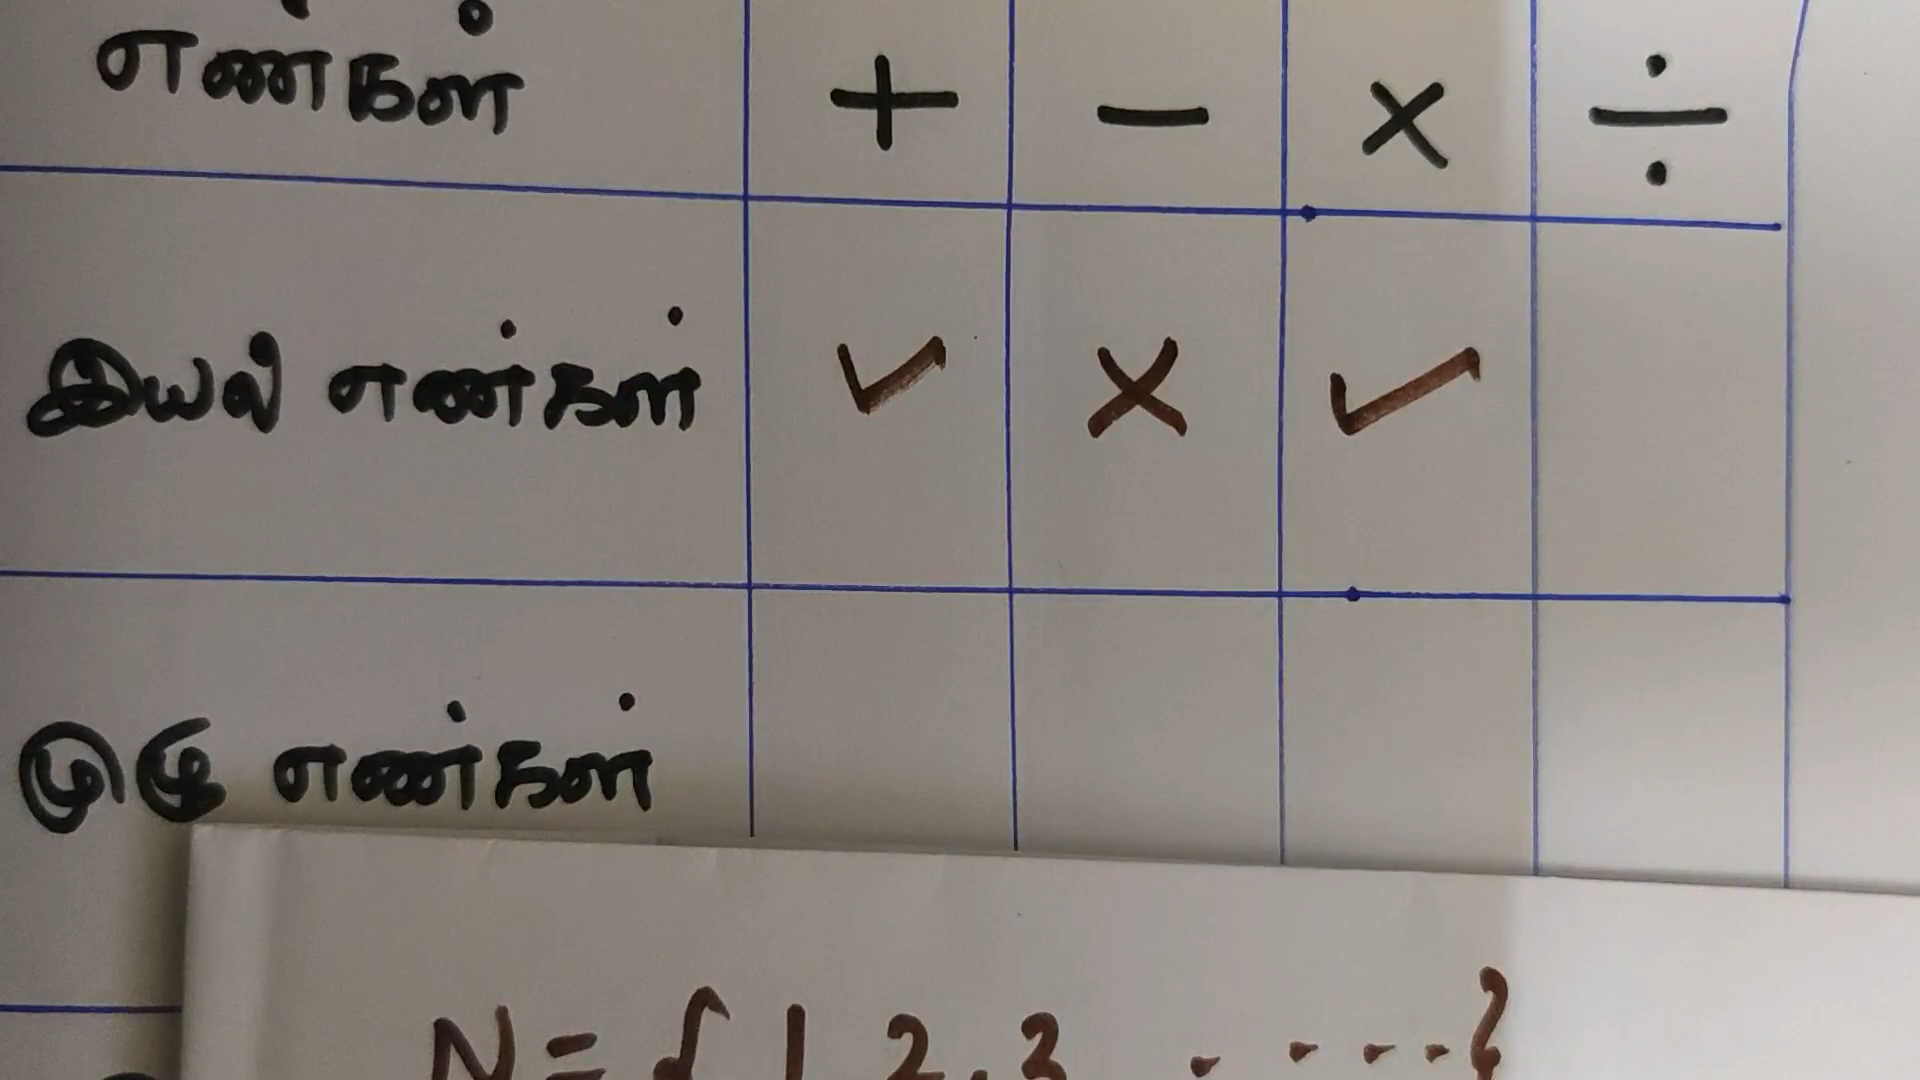 எண்கள் + − × ÷
இயல் எண்கள் ✓ × ✓
முழு எண்கள்
N = { 1 2, 3 . . . . . }